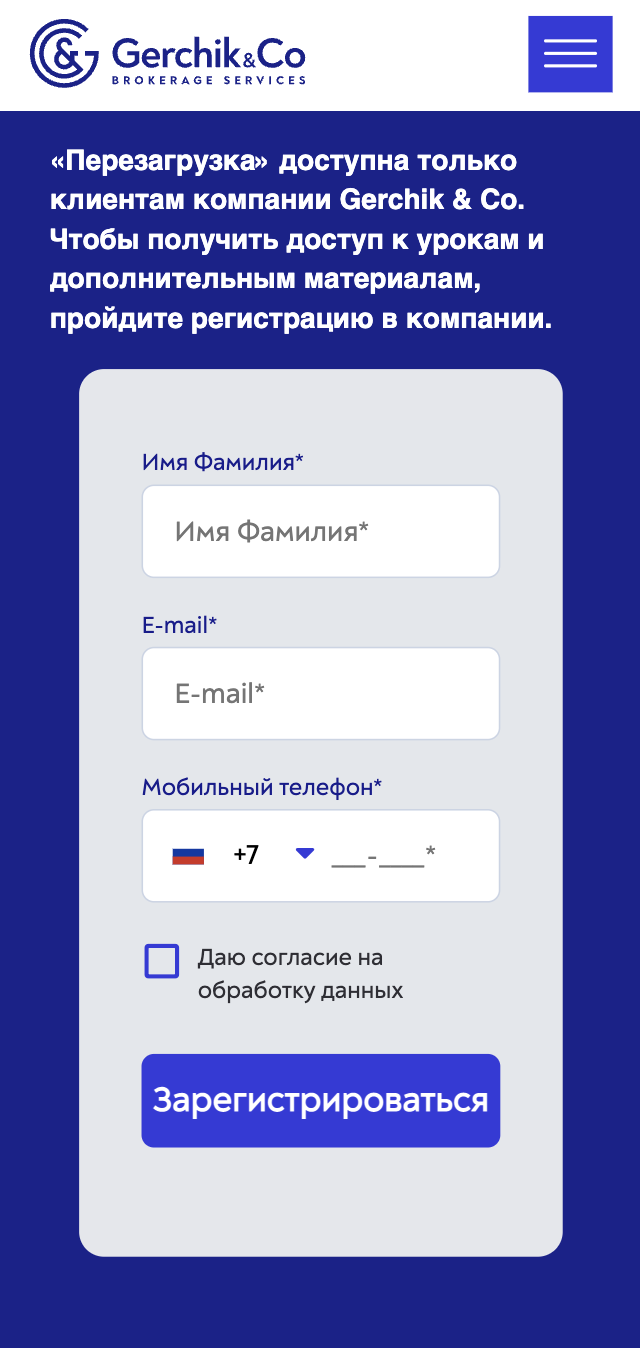 Gerchik&Co
BROKERAGE SERVICES
«Перезагрузка» доступна только
клиентам компании Gerchik & Co.
Чтобы получить доступ к урокам и
дополнительным материалам,
пройдите регистрацию в компании.
Имя Фамилия*
Имя Фамилия*
E-mail*
E-mail*
Мобильный телефон*
+7 ___-____*
Даю согласие на
обработку данных
Зарегистрироваться